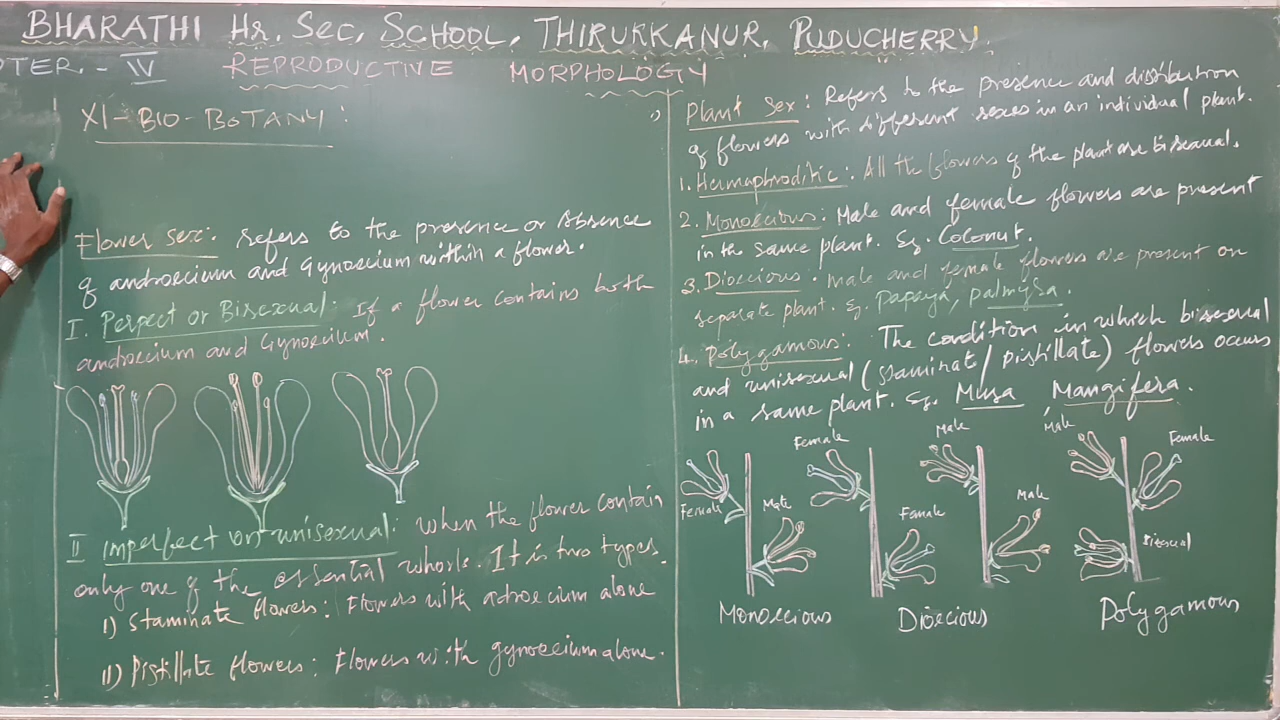 BHARATHI Hr. Sec. SCHOOL, THIRUKKANUR, PUDUCHERRY.
PTER. - IV REPRODUCTIVE MORPHOLOGY
XI - BIO - BOTANY :
Flower sex: refers to the presence or absence
of androecium and Gynoecium within a flower.
I. Perfect or Bisexual: If a flower contains both
androecium and Gynoecium.
II imperfect or unisexual: when the flower contain
only one of the essential whorls. It is two types.
i) Staminate flowers: Flowers with adroecium alone
ii) Pistillate flowers: Flowers with gynoecium alone.
Plant sex: Refers to the presence and distribution
of flowers with different sexes in an individual plant.
1. Hermaphroditic: All the flowers of the plant are bisexual.
2. Monoecious: Male and female flowers are present
in the same plant. Eg. Coconut.
3. Dioecious: male and female flowers are present on
separate plant. Eg. Papaya, palmyra.
4. Polygamous: The condition in which bisexual
and unisexual (staminate/pistillate) flowers occurs
in a same plant. Eg. Musa Mangifera.
Female Male
Monoecious
Female Female Male Male
Dioecious
Male Female Bisexual
Polygamous